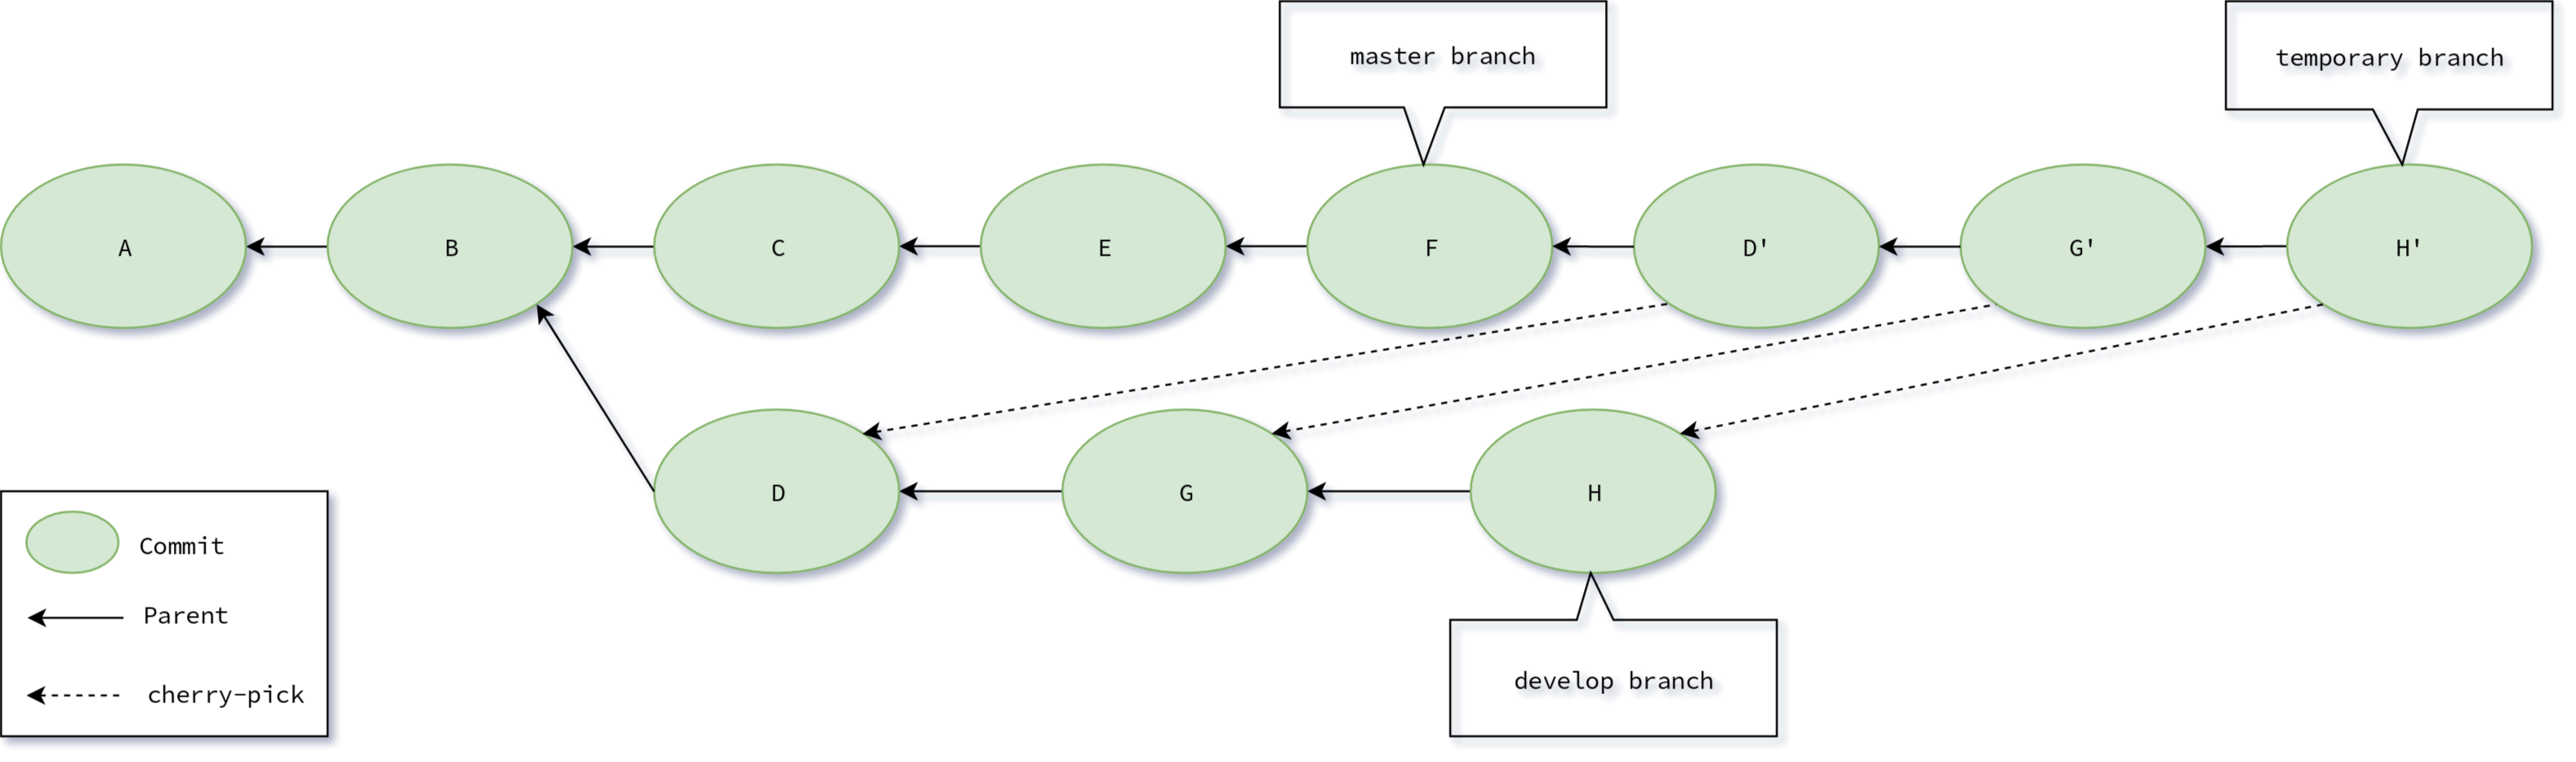 master branch
temporary branch
A
B
C
E
F
D'
G'
H'
D
G
H
Commit
Parent
cherry-pick
develop branch